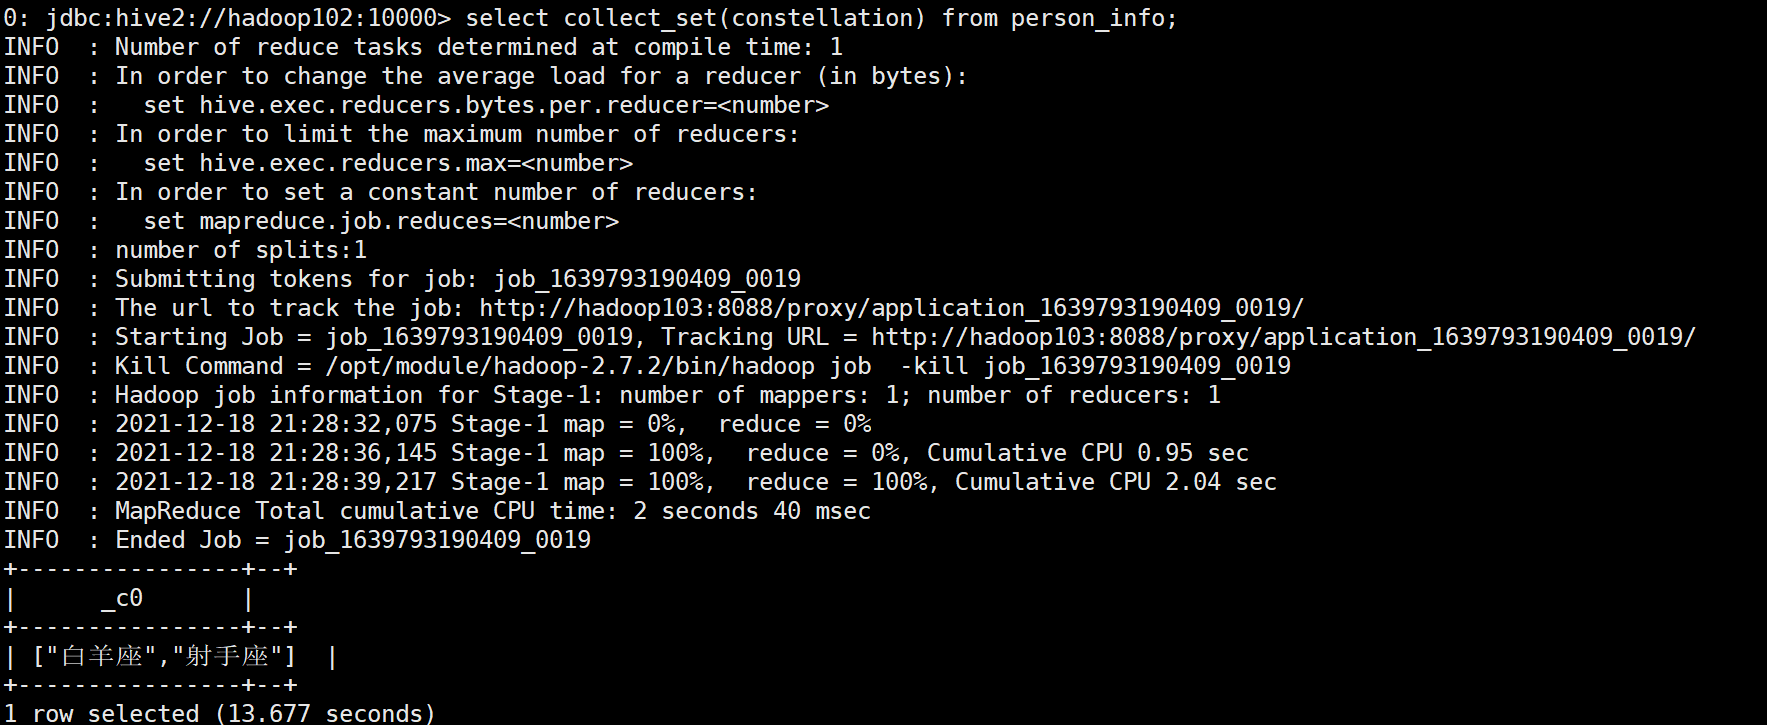 0: jdbc:hive2://hadoop102:10000> select collect_set(constellation) from person_info;
INFO  : Number of reduce tasks determined at compile time: 1
INFO  : In order to change the average load for a reducer (in bytes):
INFO  :   set hive.exec.reducers.bytes.per.reducer=<number>
INFO  : In order to limit the maximum number of reducers:
INFO  :   set hive.exec.reducers.max=<number>
INFO  : In order to set a constant number of reducers:
INFO  :   set mapreduce.job.reduces=<number>
INFO  : number of splits:1
INFO  : Submitting tokens for job: job_1639793190409_0019
INFO  : The url to track the job: http://hadoop103:8088/proxy/application_1639793190409_0019/
INFO  : Starting Job = job_1639793190409_0019, Tracking URL = http://hadoop103:8088/proxy/application_1639793190409_0019/
INFO  : Kill Command = /opt/module/hadoop-2.7.2/bin/hadoop job  -kill job_1639793190409_0019
INFO  : Hadoop job information for Stage-1: number of mappers: 1; number of reducers: 1
INFO  : 2021-12-18 21:28:32,075 Stage-1 map = 0%,  reduce = 0%
INFO  : 2021-12-18 21:28:36,145 Stage-1 map = 100%,  reduce = 0%, Cumulative CPU 0.95 sec
INFO  : 2021-12-18 21:28:39,217 Stage-1 map = 100%,  reduce = 100%, Cumulative CPU 2.04 sec
INFO  : MapReduce Total cumulative CPU time: 2 seconds 40 msec
INFO  : Ended Job = job_1639793190409_0019
+----------------+--+
|      _c0       |
+----------------+--+
| ["白羊座","射手座"]  |
+----------------+--+
1 row selected (13.677 seconds)